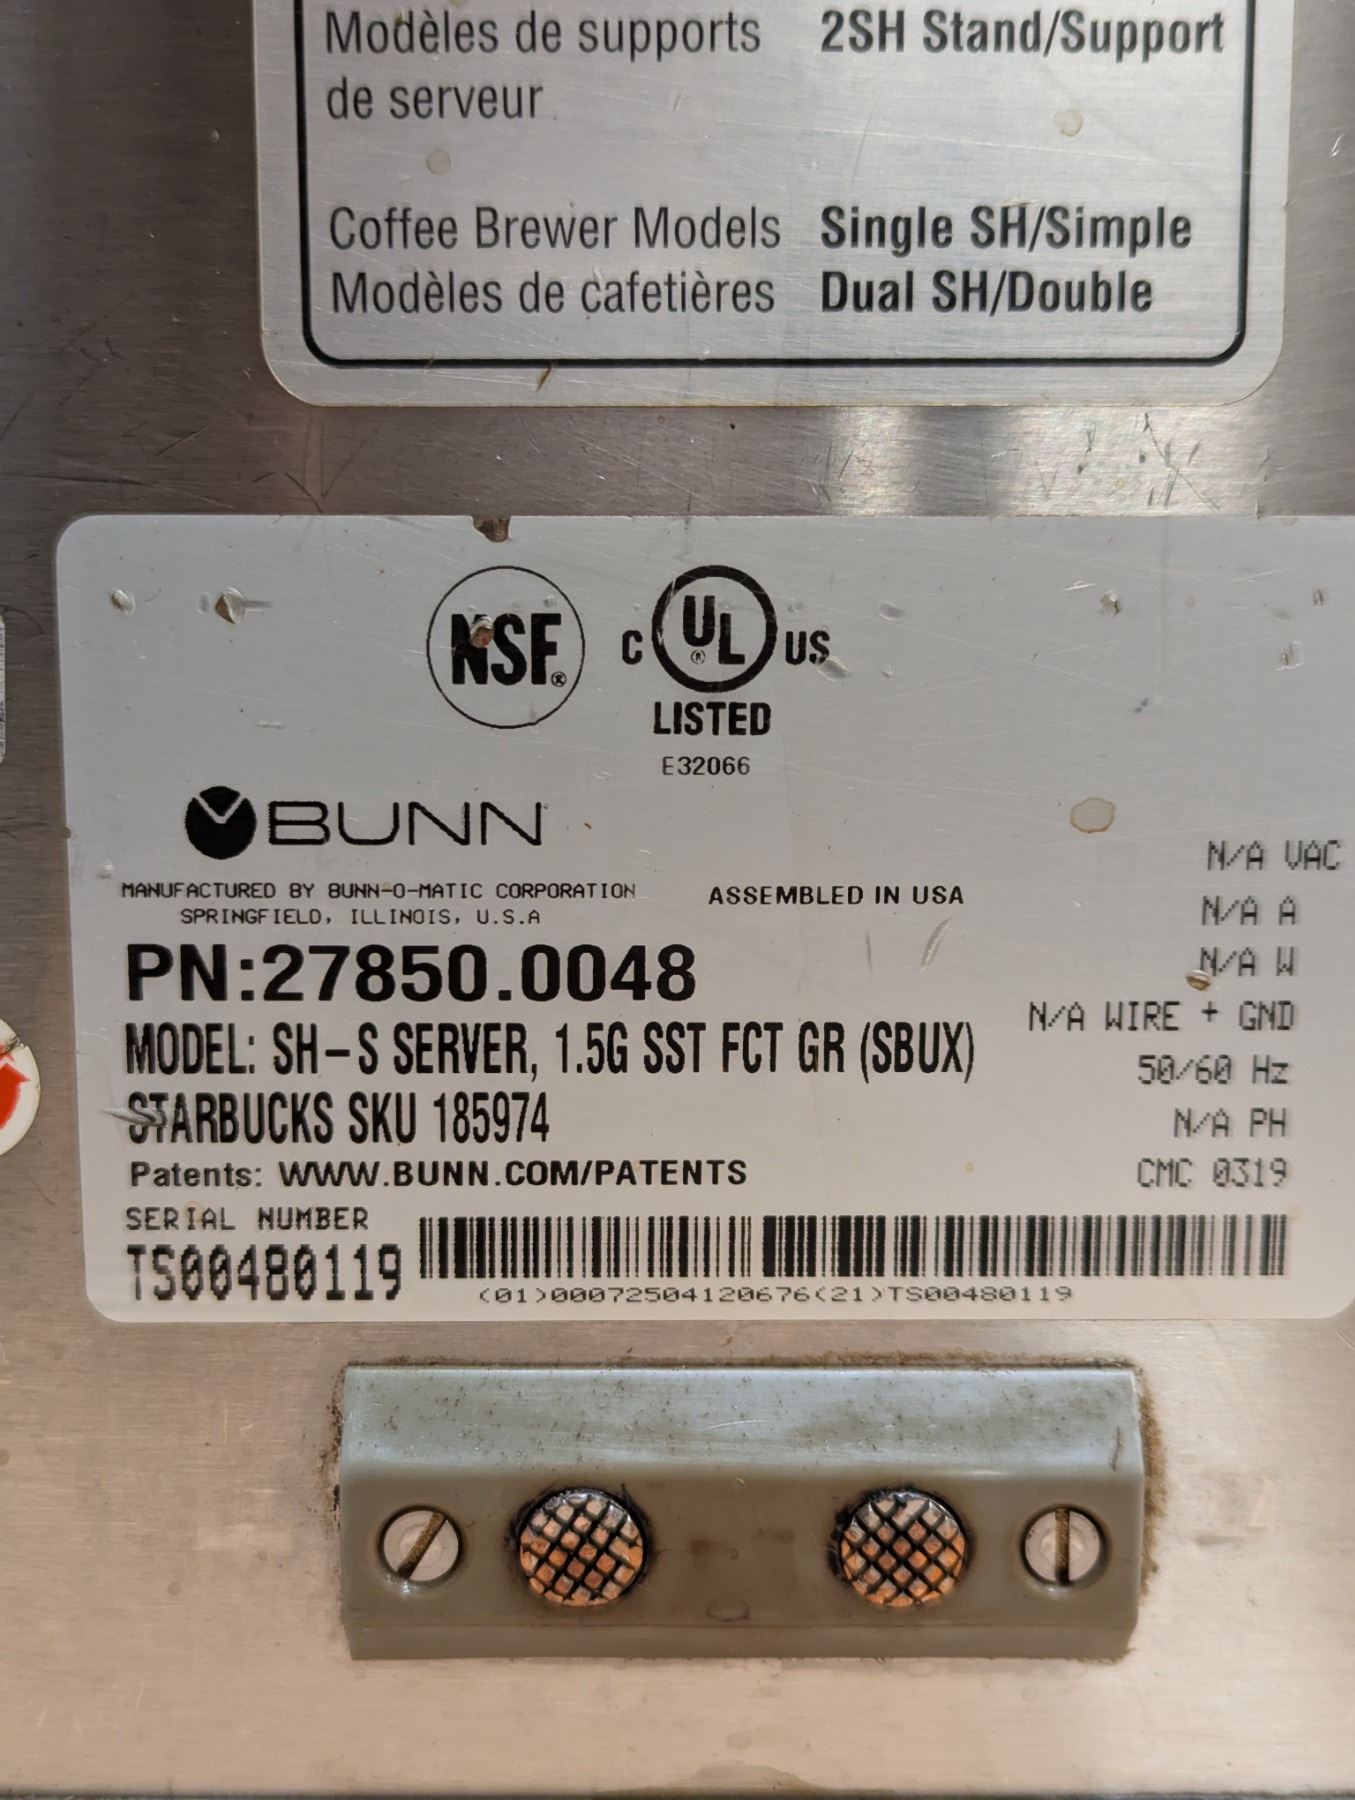 Modèles de supports 2SH Stand/Support
de serveur
Coffee Brewer Models Single SH/Simple
Modèles de cafetières Dual SH/Double
NSF®
C UL® US
LISTED
E32066
BUNN
MANUFACTURED BY BUNN-O-MATIC CORPORATION
SPRINGFIELD, ILLINOIS, U.S.A
ASSEMBLED IN USA
PN:27850.0048
MODEL: SH-S SERVER, 1.5G SST FCT GR (SBUX)
STARBUCKS SKU 185974
Patents: WWW.BUNN.COM/PATENTS
N/A VAC
N/A A
N/A W
N/A WIRE + GND
50/60 Hz
N/A PH
CMC 0319
SERIAL NUMBER
TS00480119
(01)00072504120676(21)TS00480119